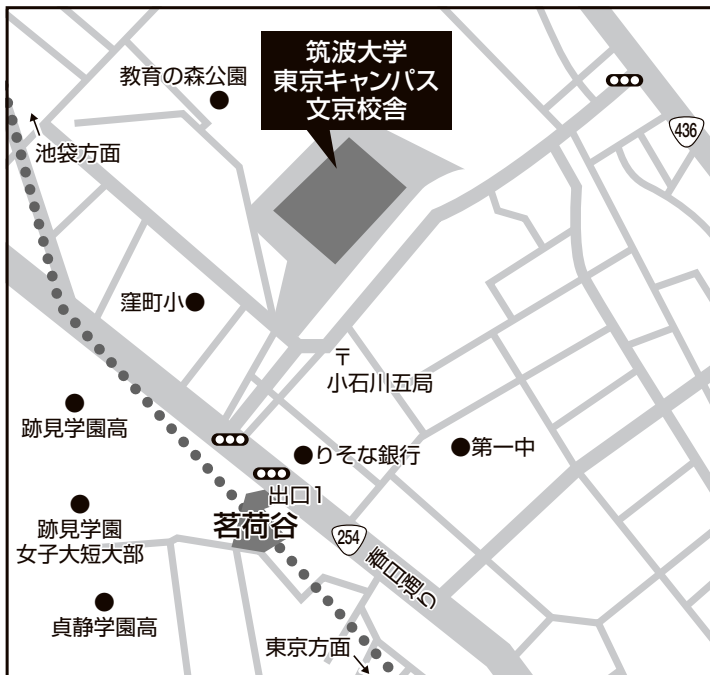 筑波大学
東京キャンパス
文京校舎
教育の森公園
436
池袋方面
窪町小
〒
小石川五局
跡見学園高
りそな銀行
第一中
出口1
茗荷谷
跡見学園
女子大短大部
254
春日通り
貞静学園高
東京方面